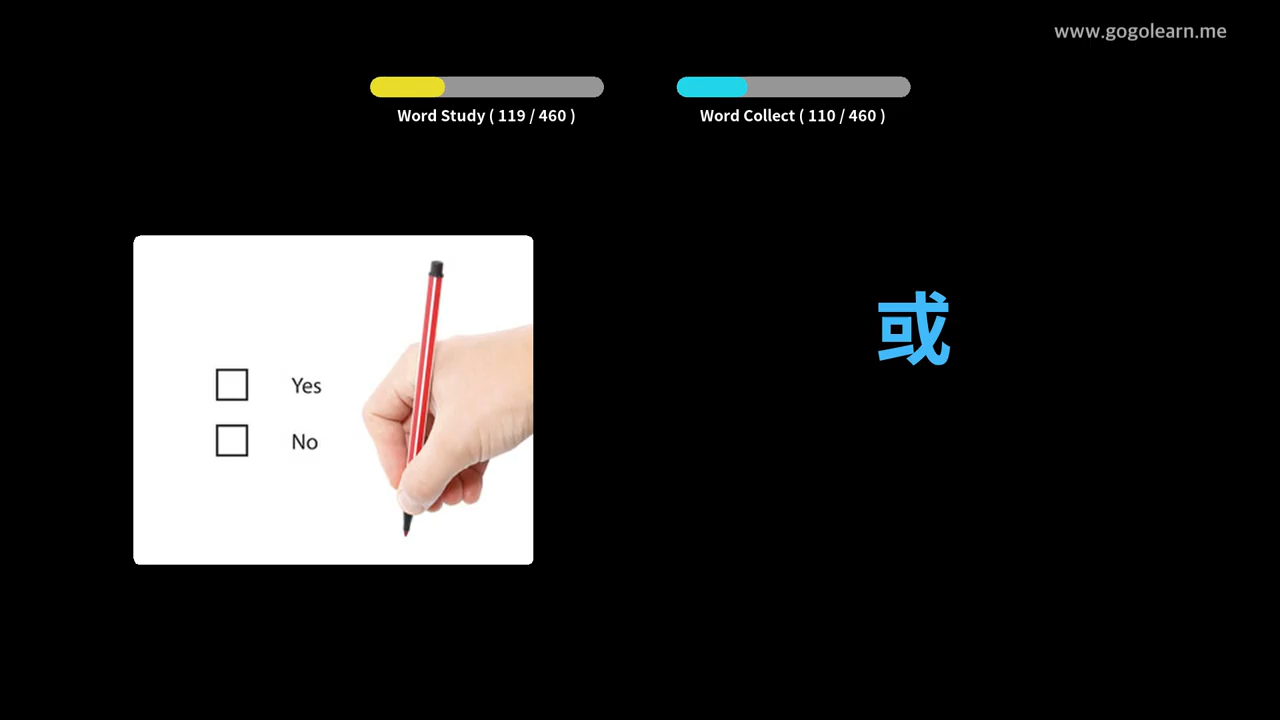 www.gogolearn.me
Word Study ( 119 / 460 )
Word Collect ( 110 / 460 )
Yes
No
或